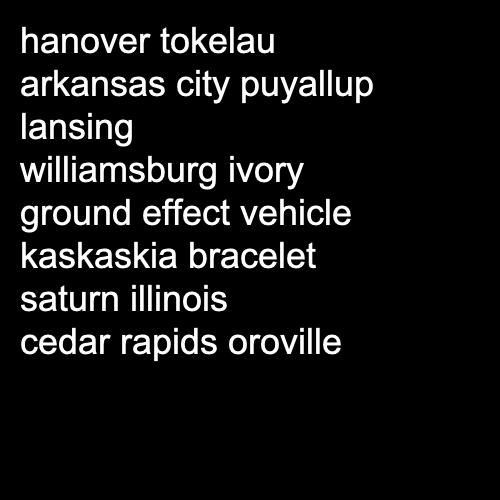 hanover tokelau
arkansas city puyallup
lansing
williamsburg ivory
ground effect vehicle
kaskaskia bracelet
saturn illinois
cedar rapids oroville